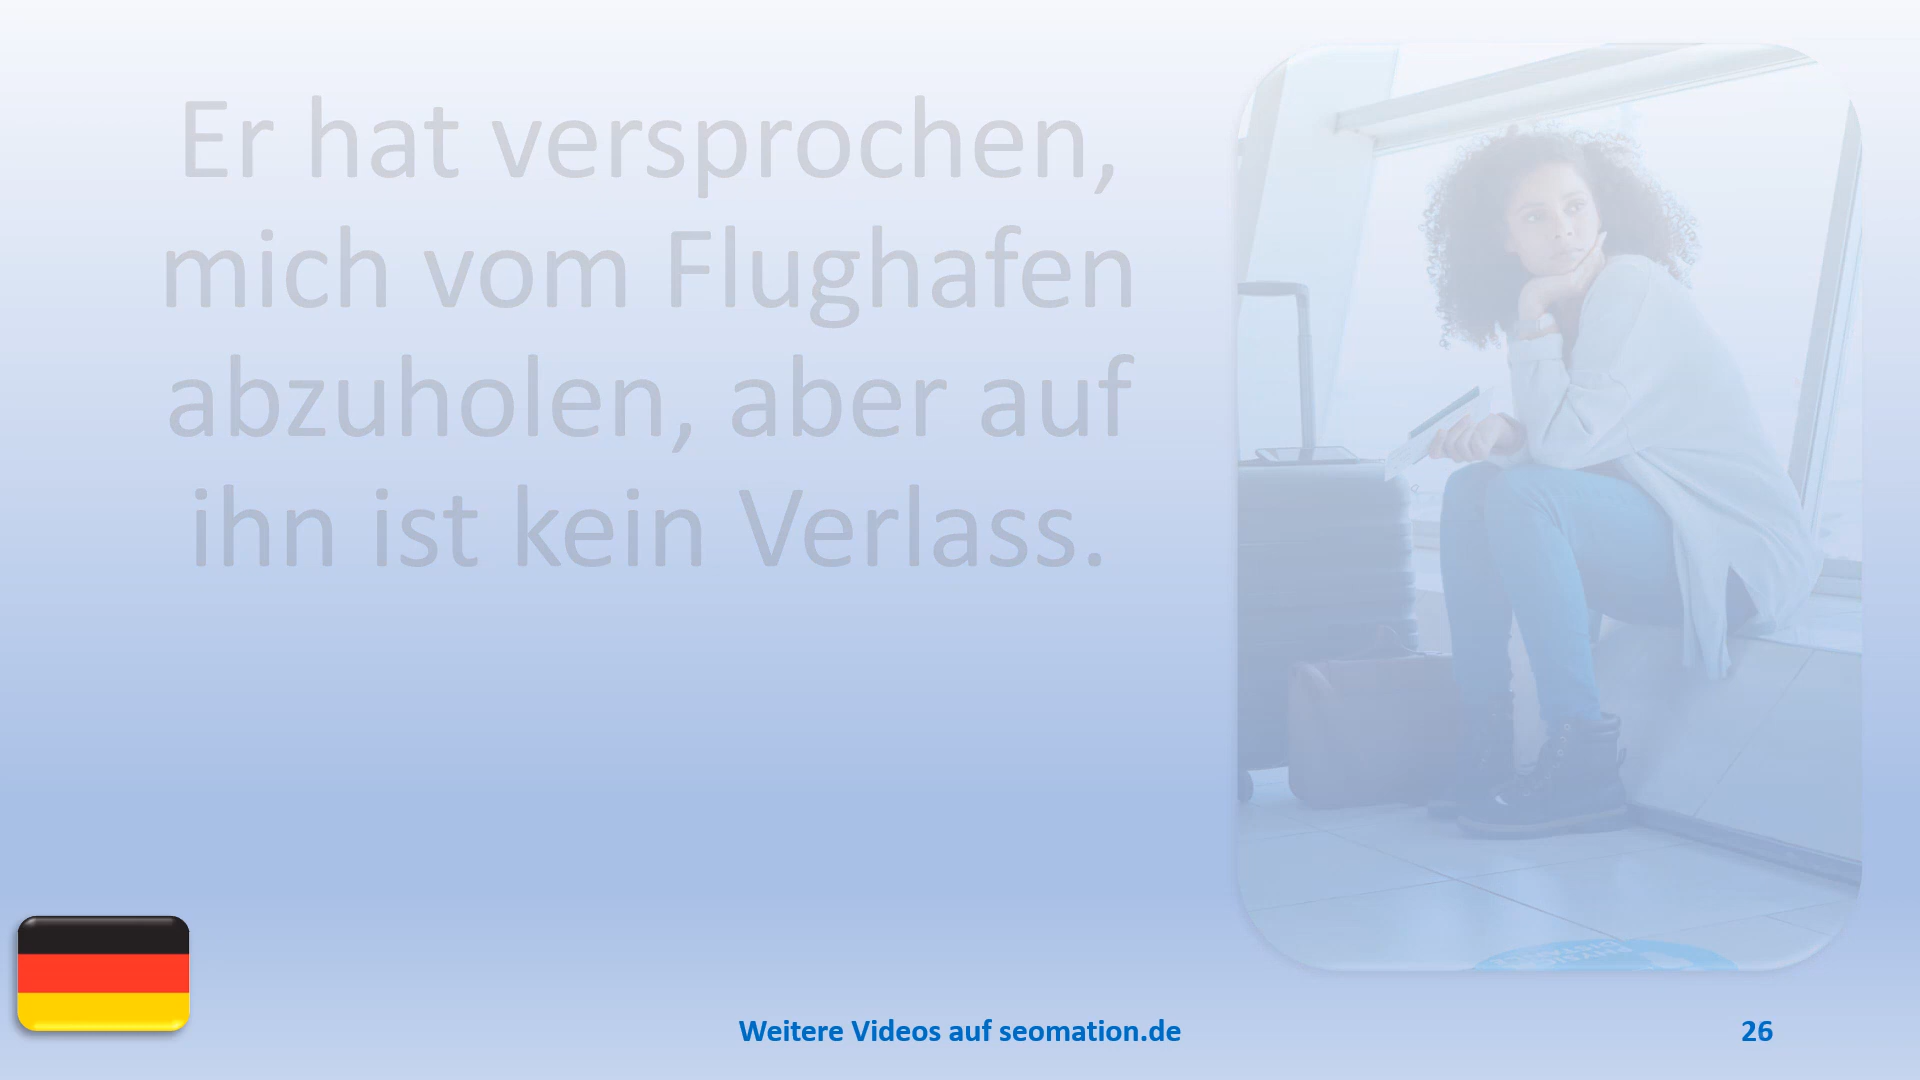 Er hat versprochen,
mich vom Flughafen
abzuholen, aber auf
ihn ist kein Verlass.
Weitere Videos auf seomation.de
26